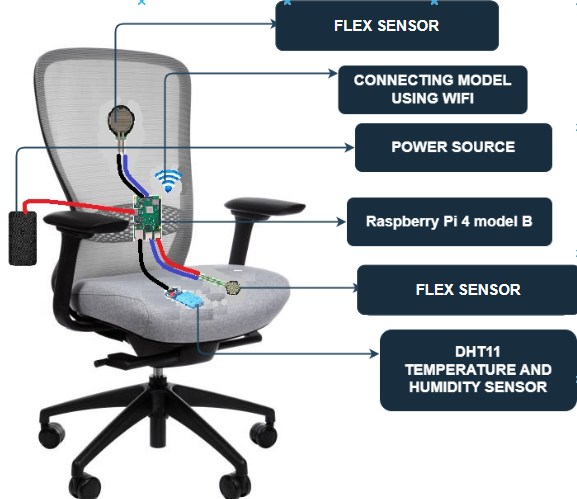 FLEX SENSOR
CONNECTING MODEL
USING WIFI
POWER SOURCE
Raspberry Pi 4 model B
FLEX SENSOR
DHT11
TEMPERATURE AND
HUMIDITY SENSOR